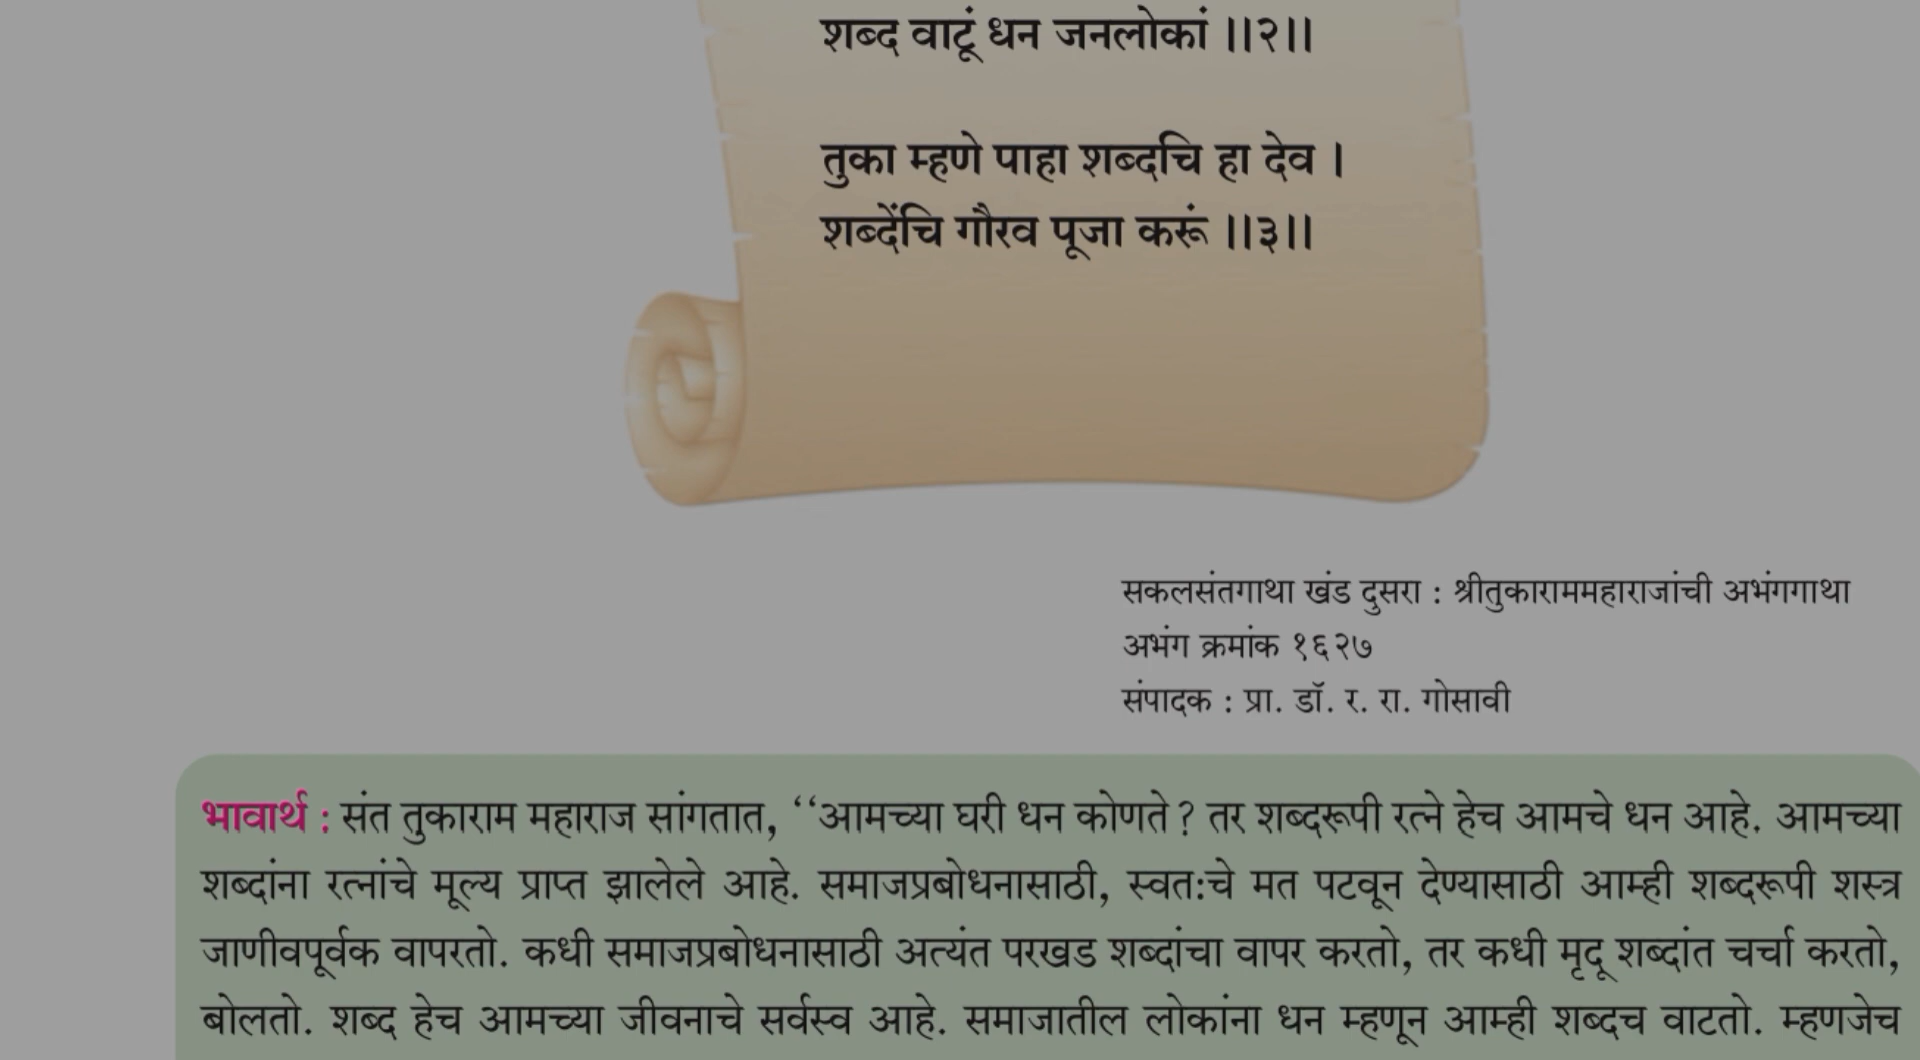 शब्द वाटूं धन जनलोकां ।।२।।
तुका म्हणे पाहा शब्दचि हा देव ।
शब्देंचि गौरव पूजा करूं ।।३।।
सकलसंतगाथा खंड दुसरा : श्रीतुकाराममहाराजांची अभंगगाथा
अभंग क्रमांक १६२७
संपादक : प्रा. डॉ. र. रा. गोसावी
भावार्थ : संत तुकाराम महाराज सांगतात, ‘‘आमच्या घरी धन कोणते? तर शब्दरूपी रत्ने हेच आमचे धन आहे. आमच्या
शब्दांना रत्नांचे मूल्य प्राप्त झालेले आहे. समाजप्रबोधनासाठी, स्वत:चे मत पटवून देण्यासाठी आम्ही शब्दरूपी शस्त्र
जाणीवपूर्वक वापरतो. कधी समाजप्रबोधनासाठी अत्यंत परखड शब्दांचा वापर करतो, तर कधी मृदू शब्दांत चर्चा करतो,
बोलतो. शब्द हेच आमच्या जीवनाचे सर्वस्व आहे. समाजातील लोकांना धन म्हणून आम्ही शब्दच वाटतो. म्हणजेच